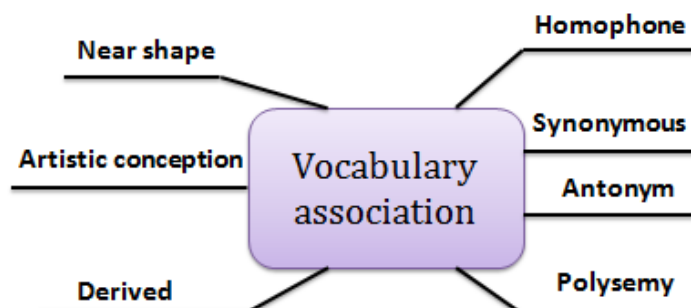 Near shape
Homophone
Artistic conception
Vocabulary
association
Synonymous
Antonym
Derived
Polysemy